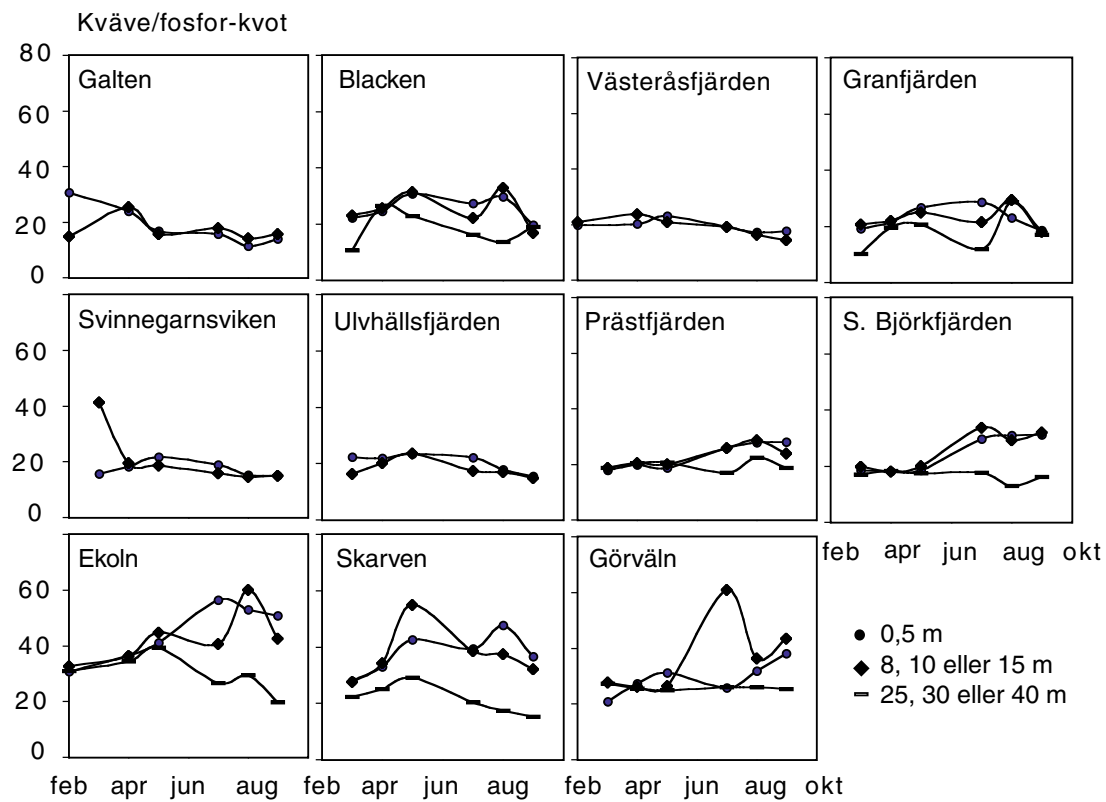 Kväve/fosfor-kvot
80
60
40
20
0
Galten
Blacken
Västeråsfjärden
Granfjärden
60
40
20
0
Svinnegarnsviken
Ulvhällsfjärden
Prästfjärden
S. Björkfjärden
feb apr jun aug okt
60
40
20
0
Ekoln
Skarven
Görväln
feb apr jun aug feb apr jun aug feb apr jun aug okt
0,5 m
8, 10 eller 15 m
25, 30 eller 40 m